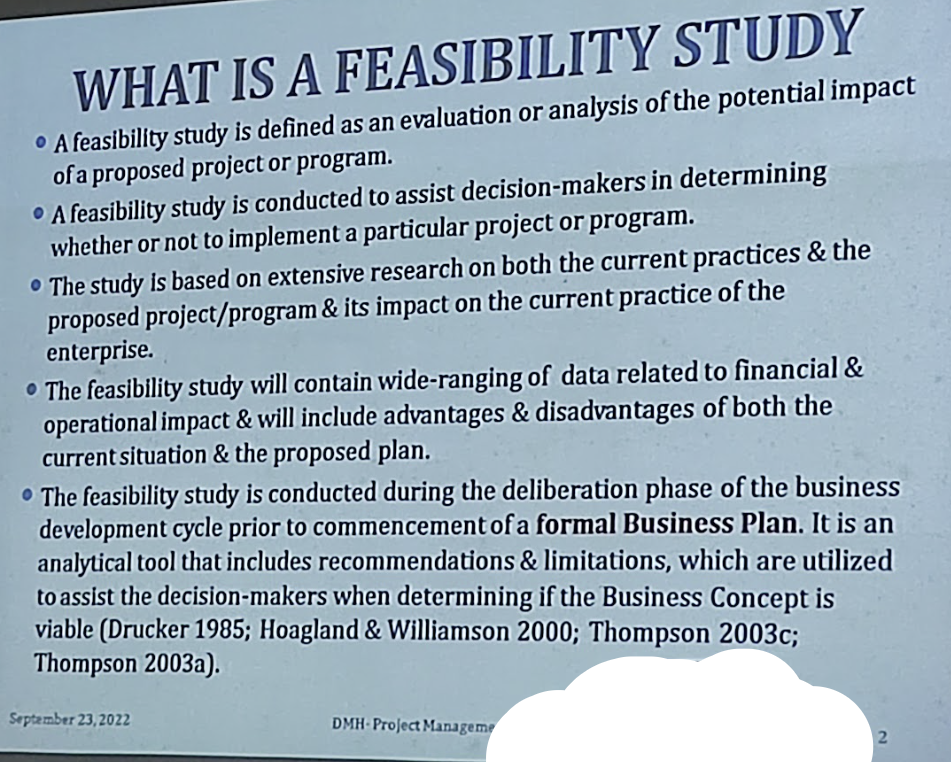 WHAT IS A FEASIBILITY STUDY
• A feasibility study is defined as an evaluation or analysis of the potential impact
of a proposed project or program.
• A feasibility study is conducted to assist decision-makers in determining
whether or not to implement a particular project or program.
• The study is based on extensive research on both the current practices & the
proposed project/program & its impact on the current practice of the
enterprise.
• The feasibility study will contain wide-ranging of data related to financial &
operational impact & will include advantages & disadvantages of both the
current situation & the proposed plan.
• The feasibility study is conducted during the deliberation phase of the business
development cycle prior to commencement of a formal Business Plan. It is an
analytical tool that includes recommendations & limitations, which are utilized
to assist the decision-makers when determining if the Business Concept is
viable (Drucker 1985; Hoagland & Williamson 2000; Thompson 2003c;
Thompson 2003a).
September 23, 2022 DMH- Project Manageme 2